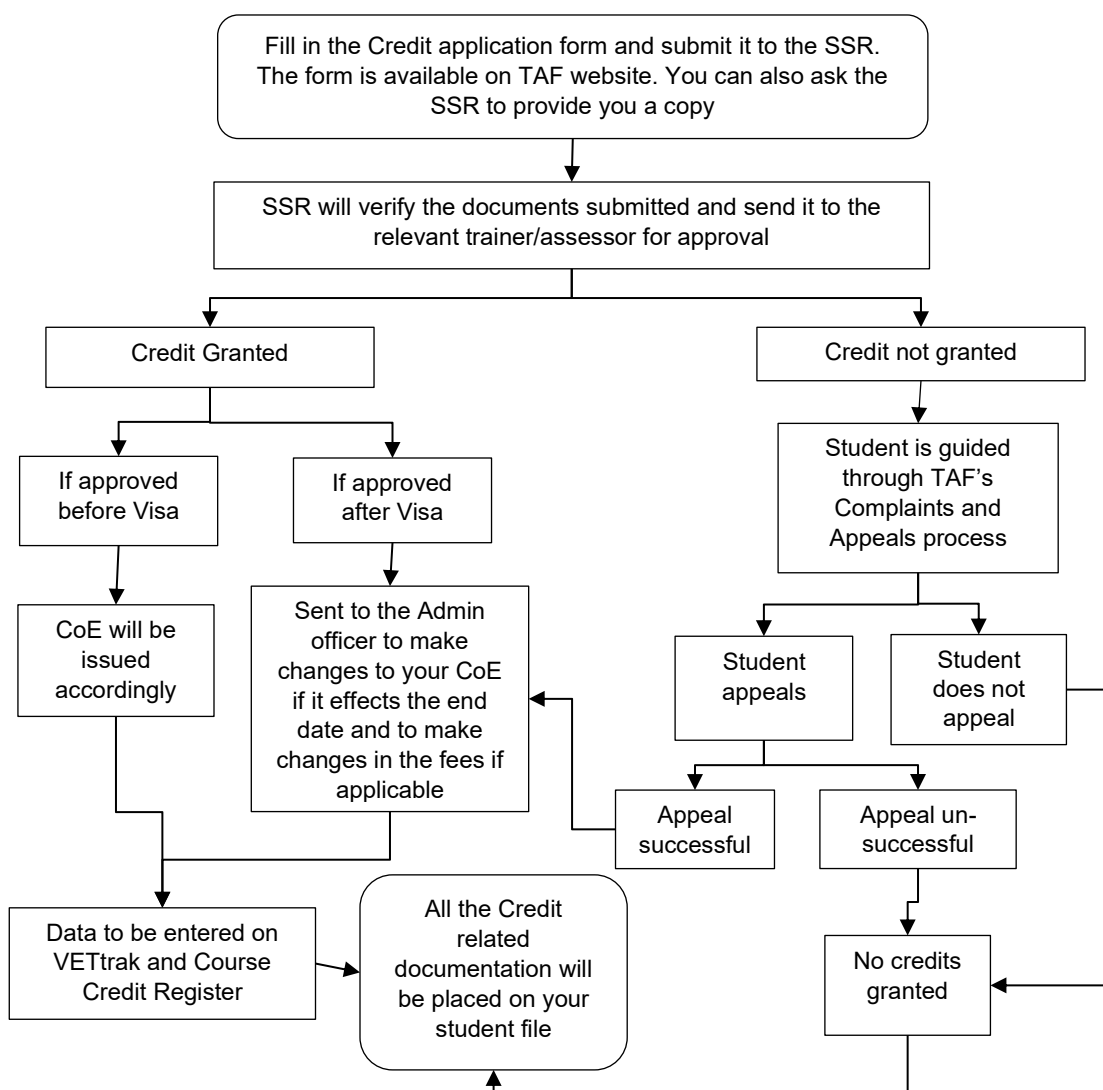 Fill in the Credit application form and submit it to the SSR.
The form is available on TAF website. You can also ask the
SSR to provide you a copy
SSR will verify the documents submitted and send it to the
relevant trainer/assessor for approval
Credit Granted
Credit not granted
If approved
before Visa
If approved
after Visa
Student is guided
through TAF’s
Complaints and
Appeals process
CoE will be
issued
accordingly
Sent to the Admin
officer to make
changes to your CoE
if it effects the end
date and to make
changes in the fees if
applicable
Student
appeals
Student
does not
appeal
Appeal
successful
Appeal un-
successful
Data to be entered on
VETtrak and Course
Credit Register
All the Credit
related
documentation will
be placed on your
student file
No credits
granted